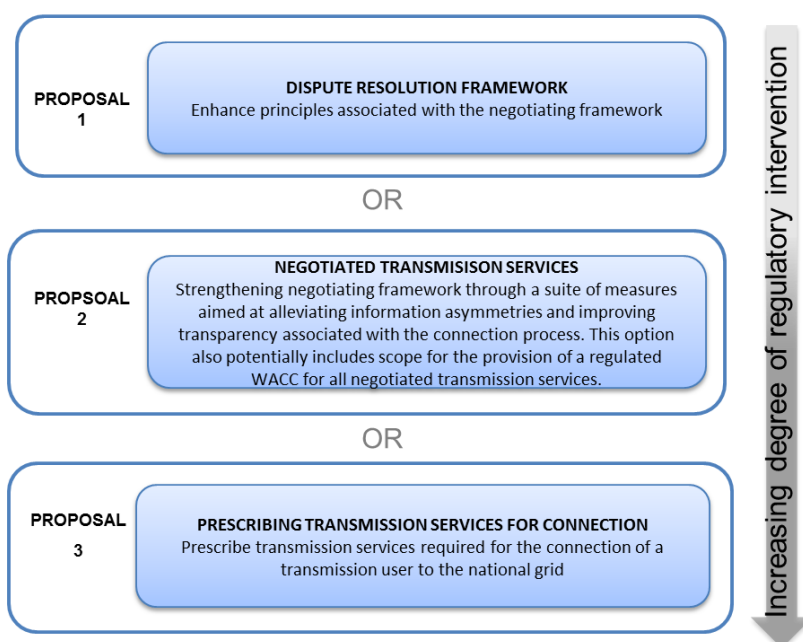 PROPOSAL
1
DISPUTE RESOLUTION FRAMEWORK
Enhance principles associated with the negotiating framework
OR
PROPSOAL
2
NEGOTIATED TRANSMISISON SERVICES
Strengthening negotiating framework through a suite of measures
aimed at alleviating information asymmetries and improving
transparency associated with the connection process. This option
also potentially includes scope for the provision of a regulated
WACC for all negotiated transmission services.
OR
PROPOSAL
3
PRESCRIBING TRANSMISSION SERVICES FOR CONNECTION
Prescribe transmission services required for the connection of a
transmission user to the national grid
Increasing degree of regulatory intervention